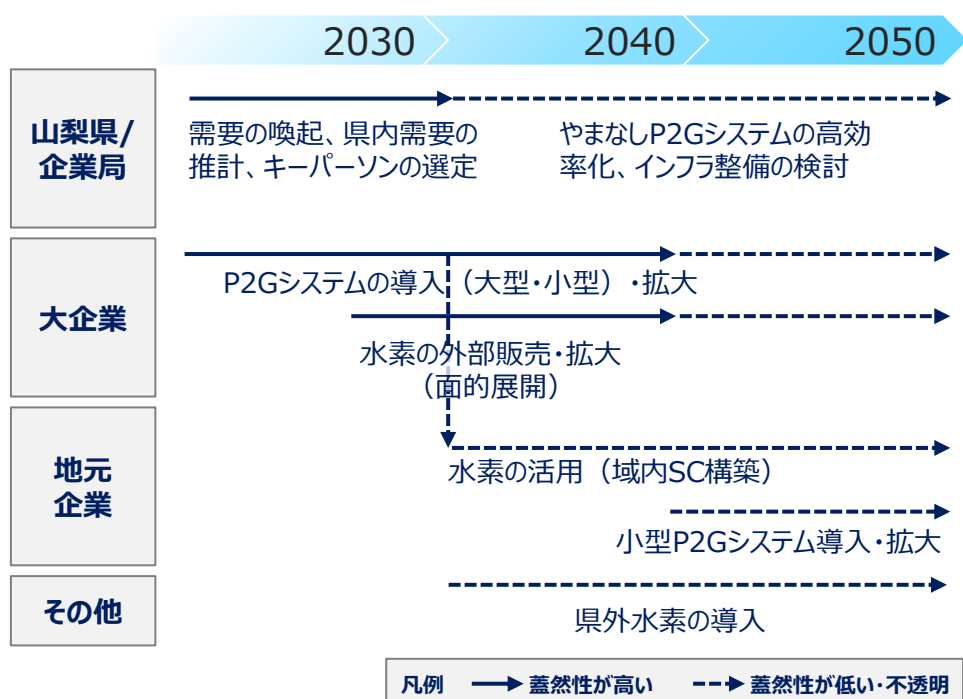 2030
2040
2050
山梨県/
企業局
需要の喚起、県内需要の
推計、キーパーソンの選定
やまなしP2Gシステムの高効
率化、インフラ整備の検討
大企業
P2Gシステムの導入（大型・小型）・拡大
水素の外部販売・拡大
（面的展開）
地元
企業
水素の活用（域内SC構築）
小型P2Gシステム導入・拡大
その他
県外水素の導入
凡例 蓋然性が高い 蓋然性が低い・不透明